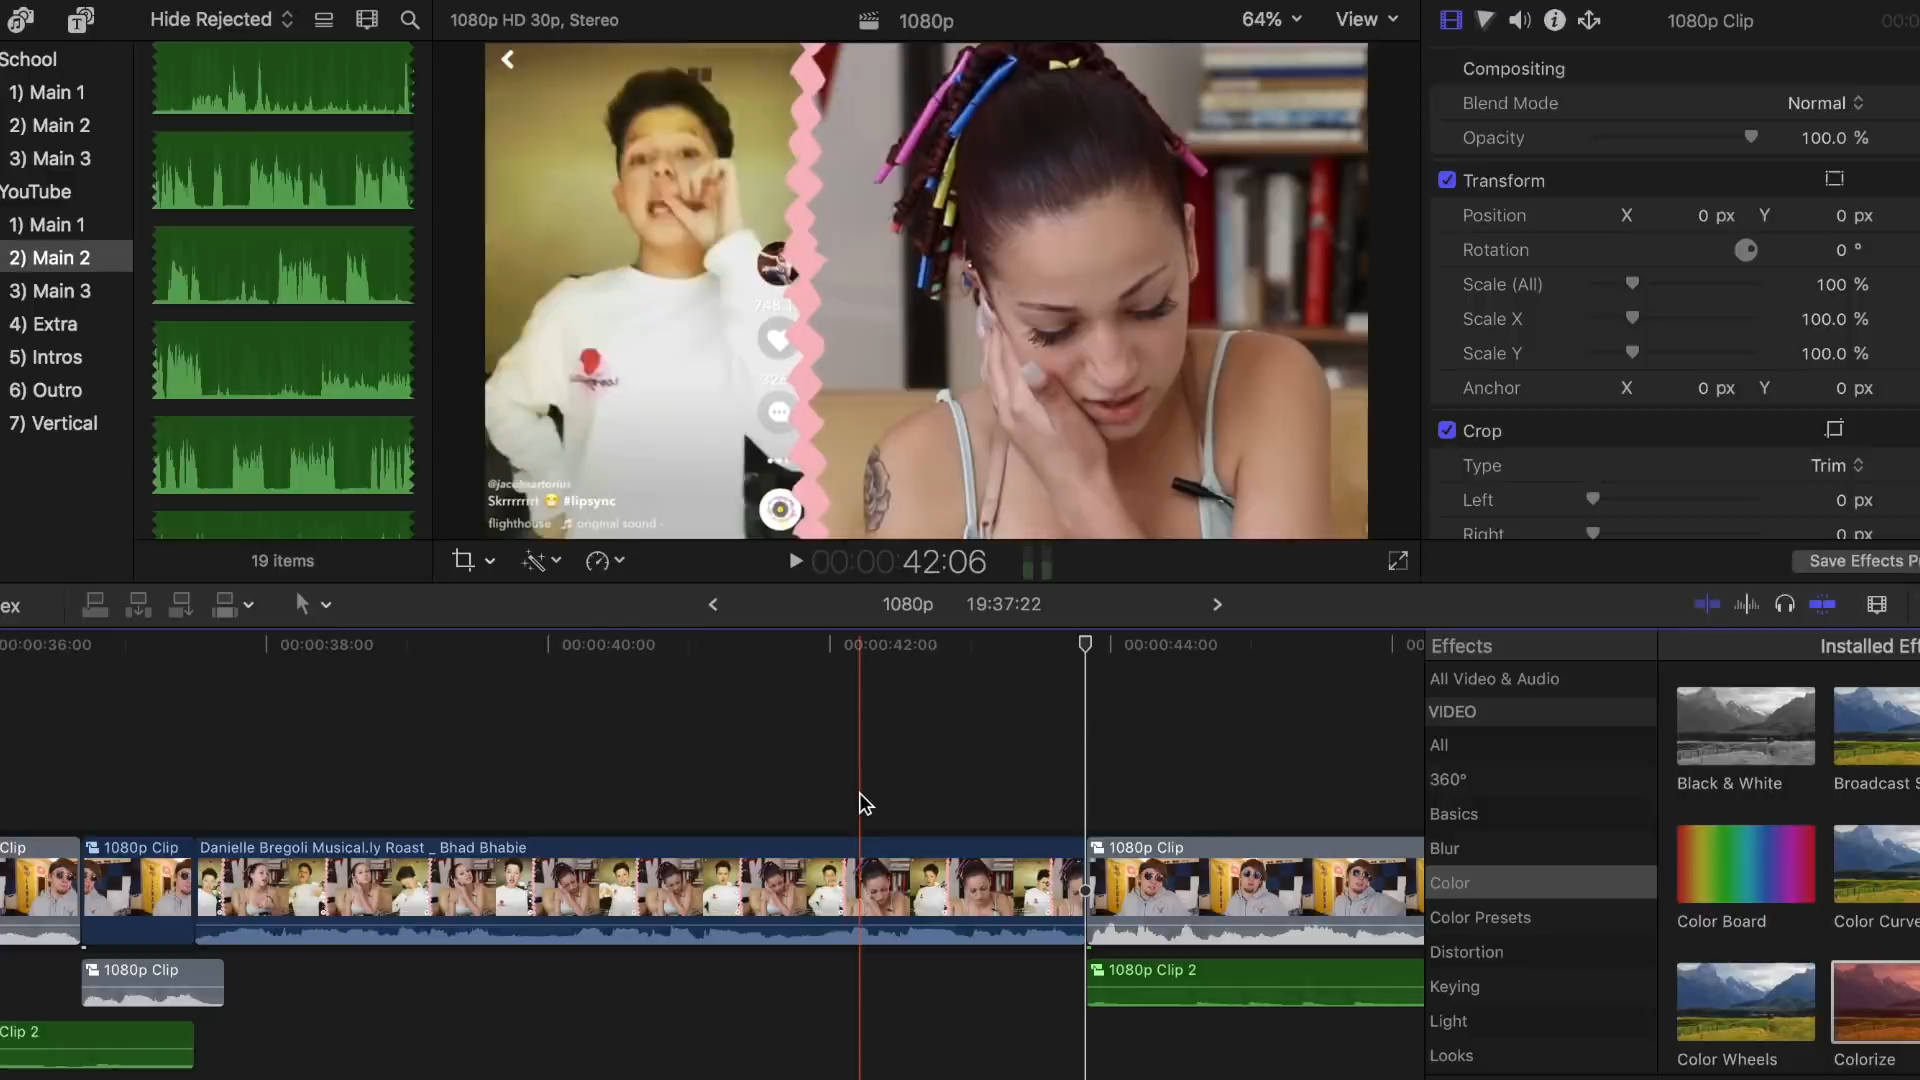 Hide Rejected
1080p HD 30p, Stereo
1080p
64%
View
1080p Clip
School
1) Main 1
2) Main 2
3) Main 3
YouTube
1) Main 1
2) Main 2
3) Main 3
4) Extra
5) Intros
6) Outro
7) Vertical
19 items
@jacobsartorius
Skrrrrrrt #lipsync
flighthouse original sound -
00:00:42:06
Compositing
Blend Mode Normal
Opacity 100.0 %
Transform
Position X 0 px Y 0 px
Rotation 0 °
Scale (All) 100 %
Scale X 100.0 %
Scale Y 100.0 %
Anchor X 0 px Y 0 px
Crop
Type Trim
Left 0 px
Right 0 px
Save Effects Pr
ex
1080p 19:37:22
00:00:36:00
00:00:38:00
00:00:40:00
00:00:42:00
00:00:44:00
00
Clip
1080p Clip
Danielle Bregoli Musical.ly Roast _ Bhad Bhabie
1080p Clip
1080p Clip
1080p Clip 2
Clip 2
Effects
Installed Eff
All Video & Audio
VIDEO
All
360°
Basics
Blur
Color
Color Presets
Distortion
Keying
Light
Looks
Black & White
Broadcast S
Color Board
Color Curve
Color Wheels
Colorize